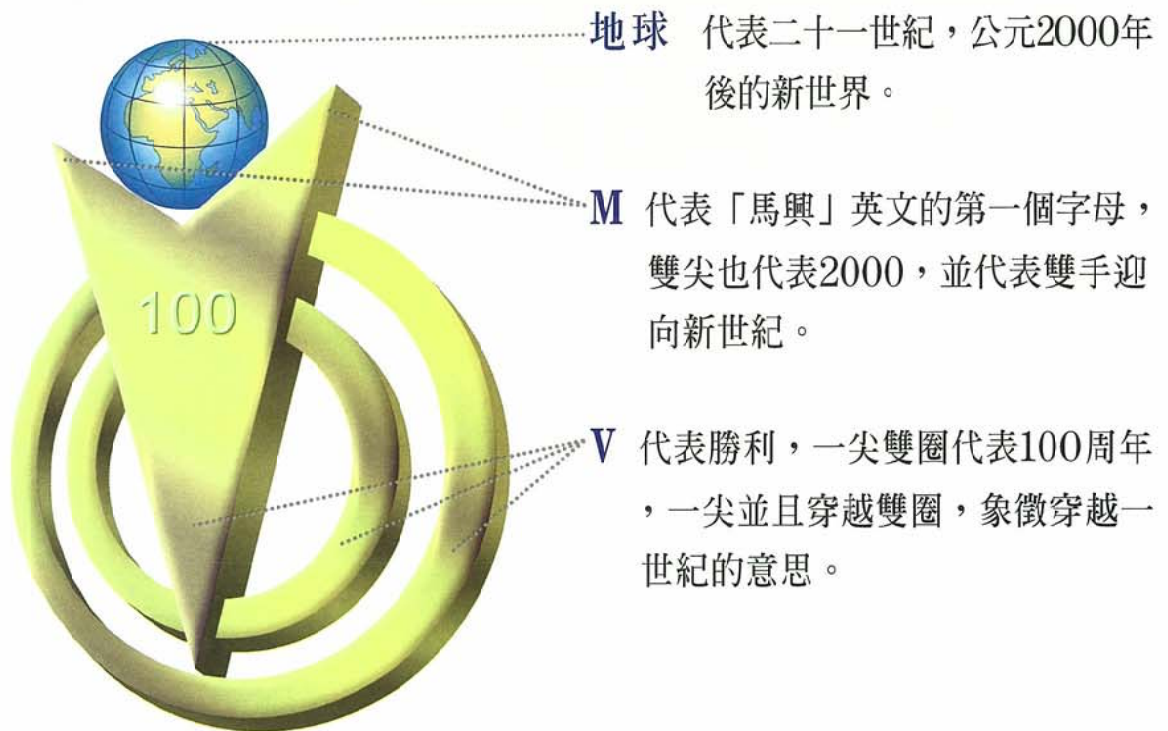 地球 代表二十一世紀，公元2000年
後的新世界。
M 代表「馬興」英文的第一個字母，
雙尖也代表2000，並代表雙手迎
向新世紀。
100
V 代表勝利，一尖雙圈代表100周年
，一尖並且穿越雙圈，象徵穿越一
世紀的意思。